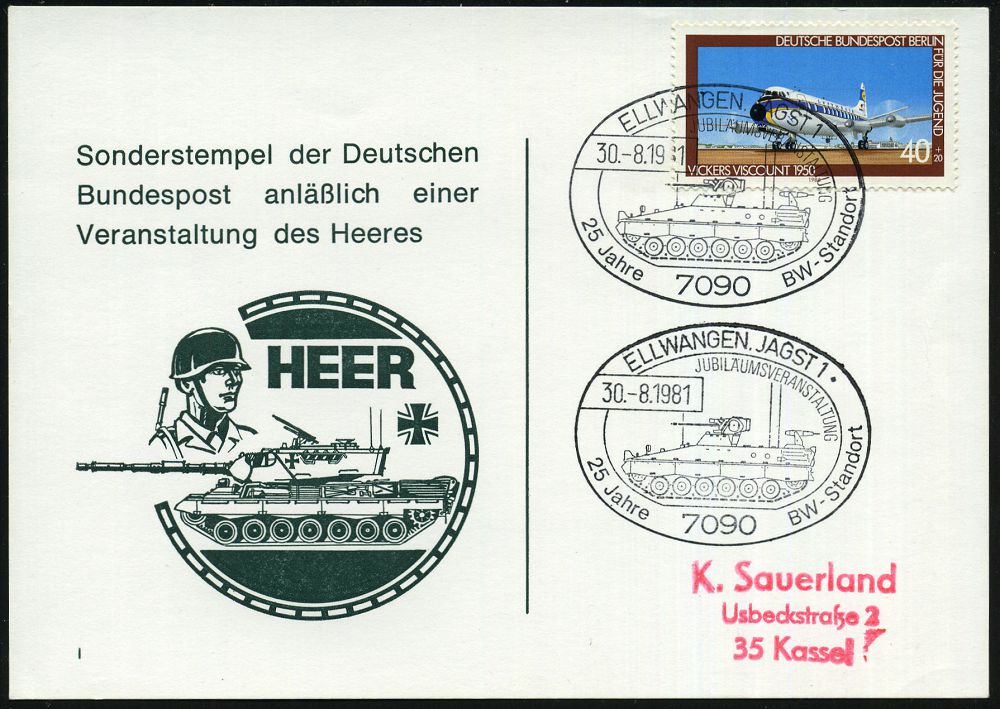 Sonderstempel der Deutschen
Bundespost anläßlich einer
Veranstaltung des Heeres
HEER
DEUTSCHE BUNDESPOST BERLIN
FÜR DIE JUGEND
40 + 20
VICKERS VISCOUNT 1950
ELLWANGEN, JAGST 1
JUBILÄUMSVERANSTALTUNG
30.-8.1981
25 Jahre
7090
BW-Standort
ELLWANGEN, JAGST 1
JUBILÄUMSVERANSTALTUNG
30.-8.1981
25 Jahre
7090
BW-Standort
K. Sauerland
Usbeckstraße 2
35 Kassel